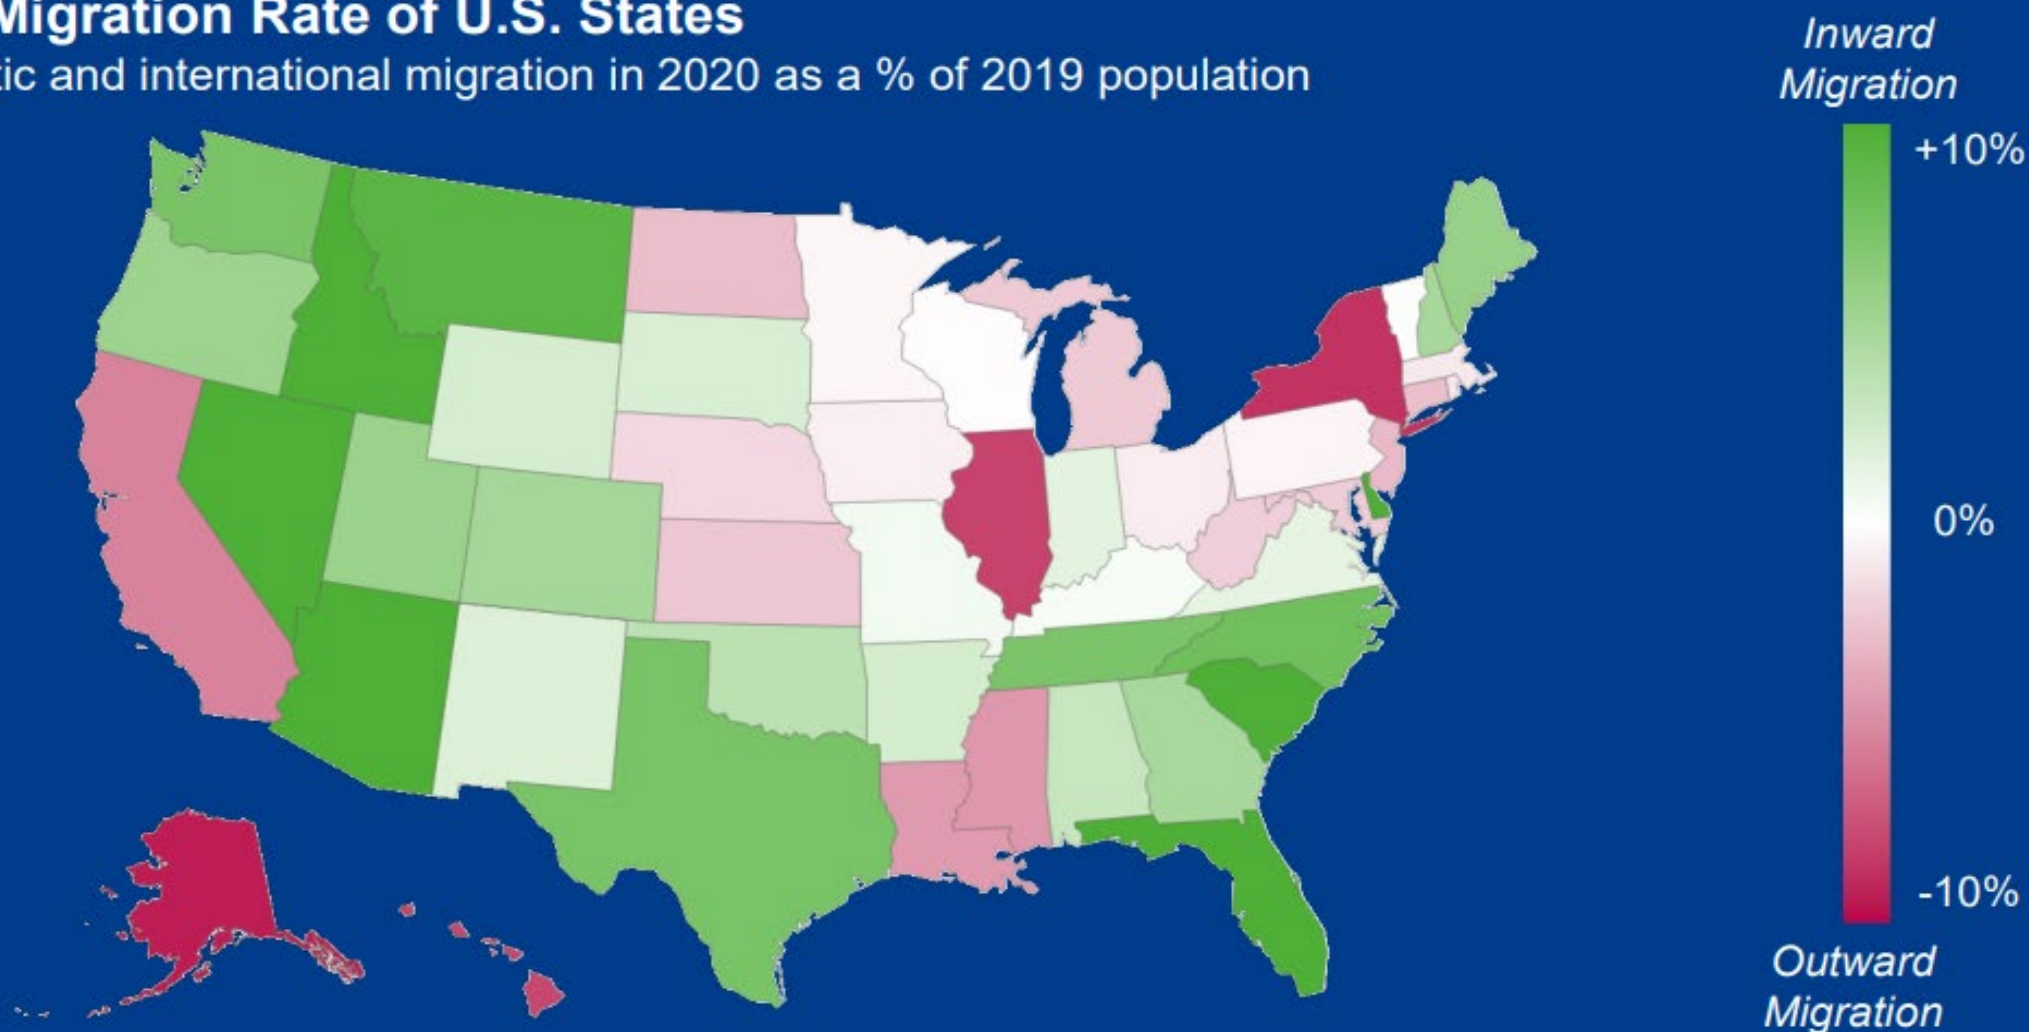 Migration Rate of U.S. States
tic and international migration in 2020 as a % of 2019 population
Inward
Migration
+10%
0%
-10%
Outward
Migration